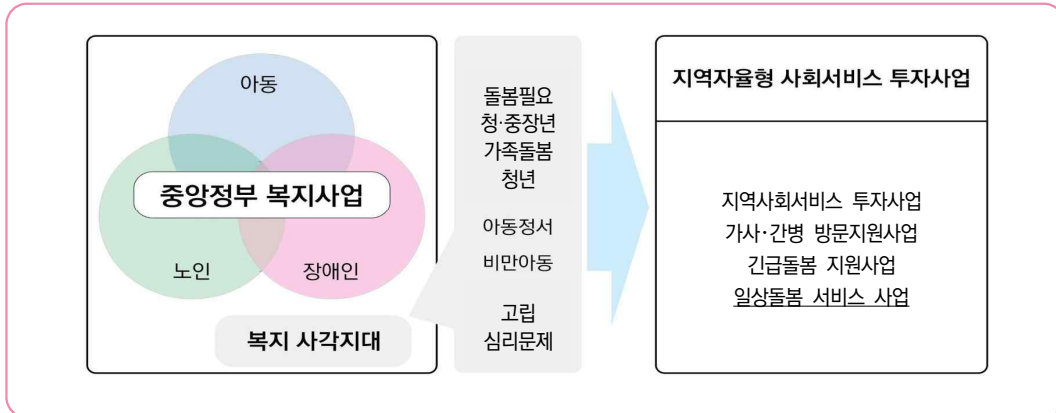 아동
중앙정부 복지사업
노인
장애인
복지 사각지대
돌봄필요
청·중장년
가족돌봄
청년
아동정서
비만아동
고립
심리문제
지역자율형 사회서비스 투자사업
지역사회서비스 투자사업
가사·간병 방문지원사업
긴급돌봄 지원사업
일상돌봄 서비스 사업